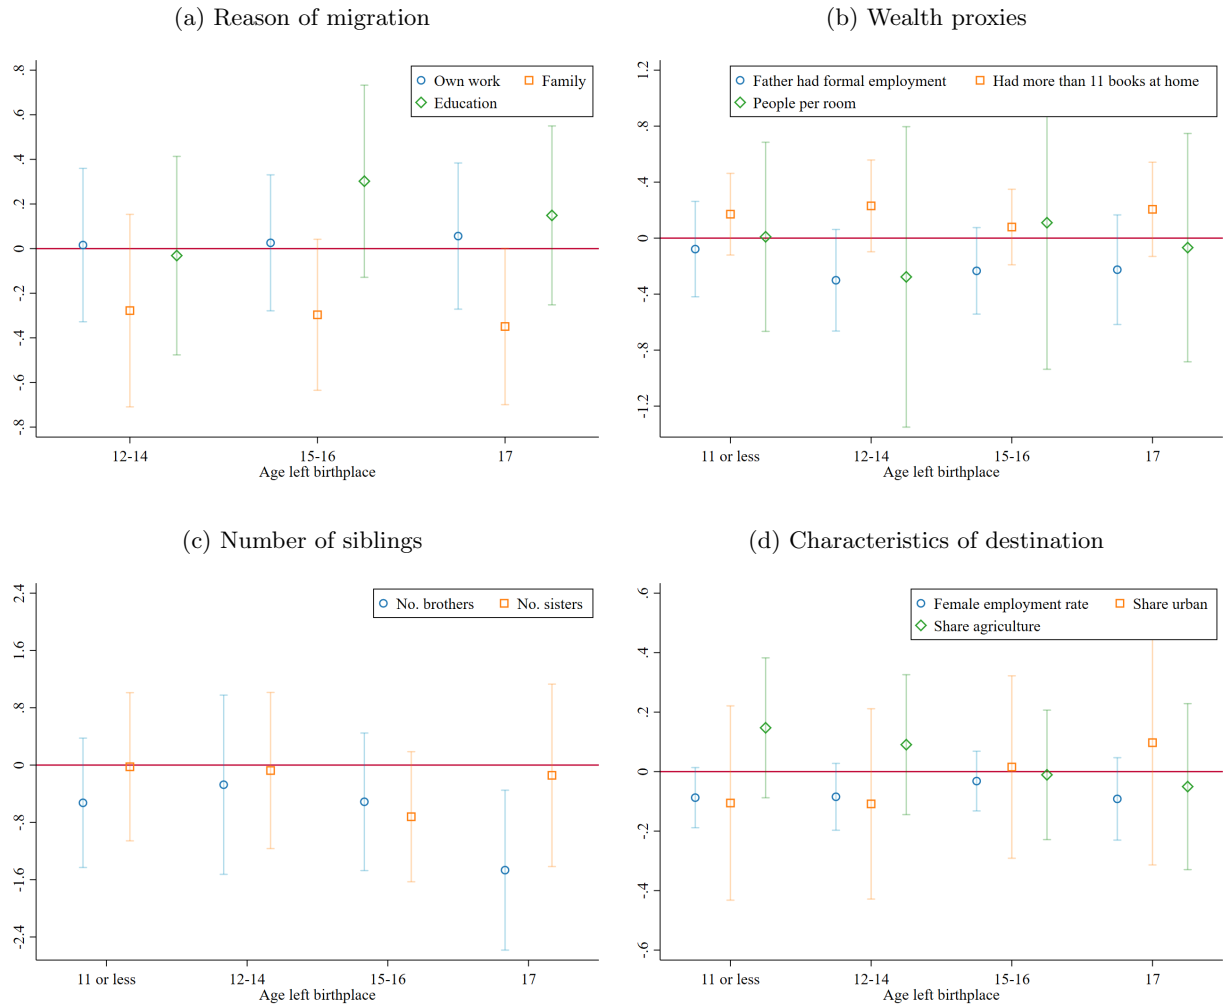 (a) Reason of migration
Own work Family
Education
.8
.6
.4
.2
0
-.2
-.4
-.6
-.8
12-14 15-16 17
Age left birthplace
(b) Wealth proxies
Father had formal employment Had more than 11 books at home
People per room
1.2
.8
.4
0
-.4
-.8
-1.2
11 or less 12-14 15-16 17
Age left birthplace
(c) Number of siblings
No. brothers No. sisters
2.4
1.6
.8
0
-.8
-1.6
-2.4
11 or less 12-14 15-16 17
Age left birthplace
(d) Characteristics of destination
Female employment rate Share urban
Share agriculture
.6
.4
.2
0
-.2
-.4
-.6
11 or less 12-14 15-16 17
Age left birthplace